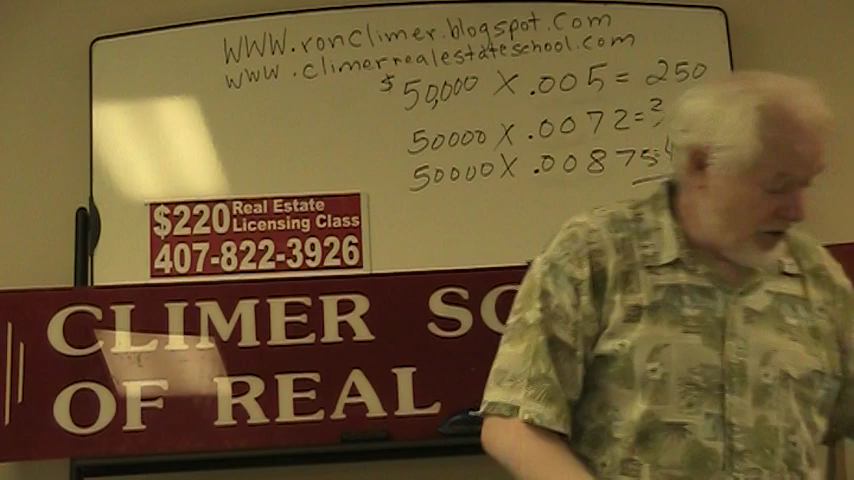 WWW.ronclimer.blogspot.com
www.climerrealestateschool.com
$50,000 X .005 = 250
50000 X .0072=3
50000 X .00875=
$220 Real Estate Licensing Class
407-822-3926
CLIMER SC
OF REAL